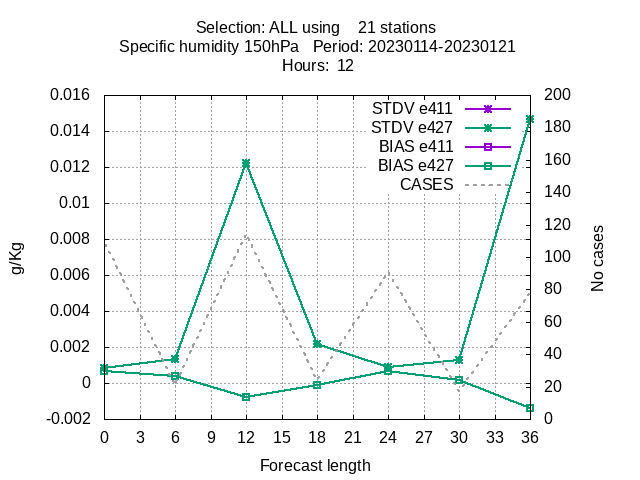 Selection: ALL using 21 stations
Specific humidity 150hPa Period: 20230114-20230121
Hours: 12
0.016
0.014
0.012
0.01
0.008
0.006
0.004
0.002
0
-0.002
g/Kg
STDV e411
STDV e427
BIAS e411
BIAS e427
CASES
200
180
160
140
120
100
80
60
40
20
0
No cases
0 3 6 9 12 15 18 21 24 27 30 33 36
Forecast length